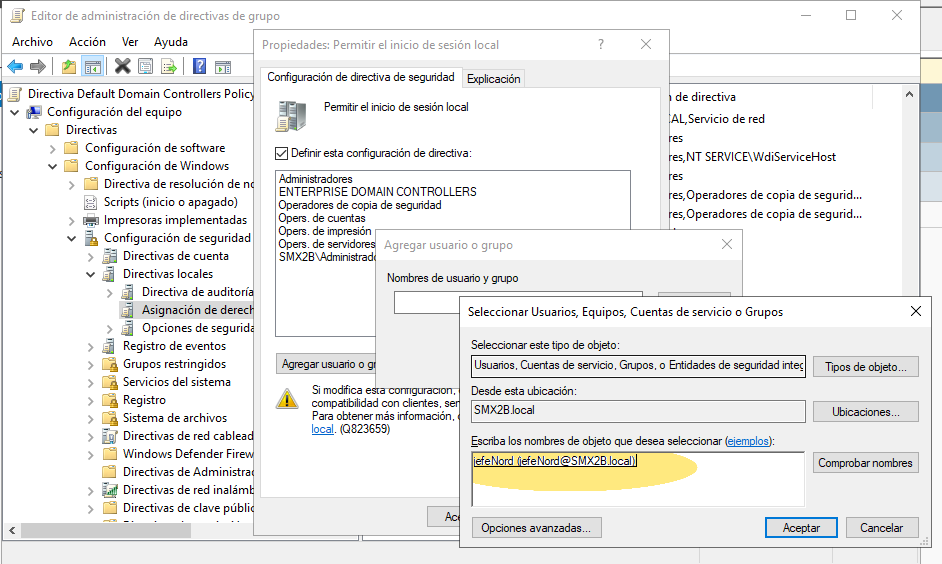 Editor de administración de directivas de grupo
Archivo Acción Ver Ayuda
Directiva Default Domain Controllers Policy
Configuración del equipo
Directivas
Configuración de software
Configuración de Windows
Directiva de resolución de no
Scripts (inicio o apagado)
Impresoras implementadas
Configuración de seguridad
Directivas de cuenta
Directivas locales
Directiva de auditoría
Asignación de derech
Opciones de segurida
Registro de eventos
Grupos restringidos
Servicios del sistema
Registro
Sistema de archivos
Directivas de red cablead
Windows Defender Firew
Directivas de Administrad
Directivas de red inalámb
Directivas de clave públic
n de directiva
CAL,Servicio de red
res
res,NT SERVICE\WdiServiceHost
res
res,Operadores de copia de segurid...
res,Operadores de copia de segurid...
Propiedades: Permitir el inicio de sesión local
?
Configuración de directiva de seguridad
Explicación
Permitir el inicio de sesión local
Definir esta configuración de directiva:
Administradores
ENTERPRISE DOMAIN CONTROLLERS
Operadores de copia de seguridad
Opers. de cuentas
Opers. de impresión
Opers. de servidores
SMX2B\Administrado
Agregar usuario o gr
Si modifica esta configuración,
compatibilidad con clientes, ser
Para obtener más información,
local. (Q823659)
Ace
Agregar usuario o grupo
Nombres de usuario y grupo
Seleccionar Usuarios, Equipos, Cuentas de servicio o Grupos
Seleccionar este tipo de objeto:
Usuarios, Cuentas de servicio, Grupos, o Entidades de seguridad integ
Tipos de objeto...
Desde esta ubicación:
SMX2B.local
Ubicaciones...
Escriba los nombres de objeto que desea seleccionar (ejemplos):
jefeNord (jefeNord@SMX2B.local)
Comprobar nombres
Opciones avanzadas...
Aceptar
Cancelar